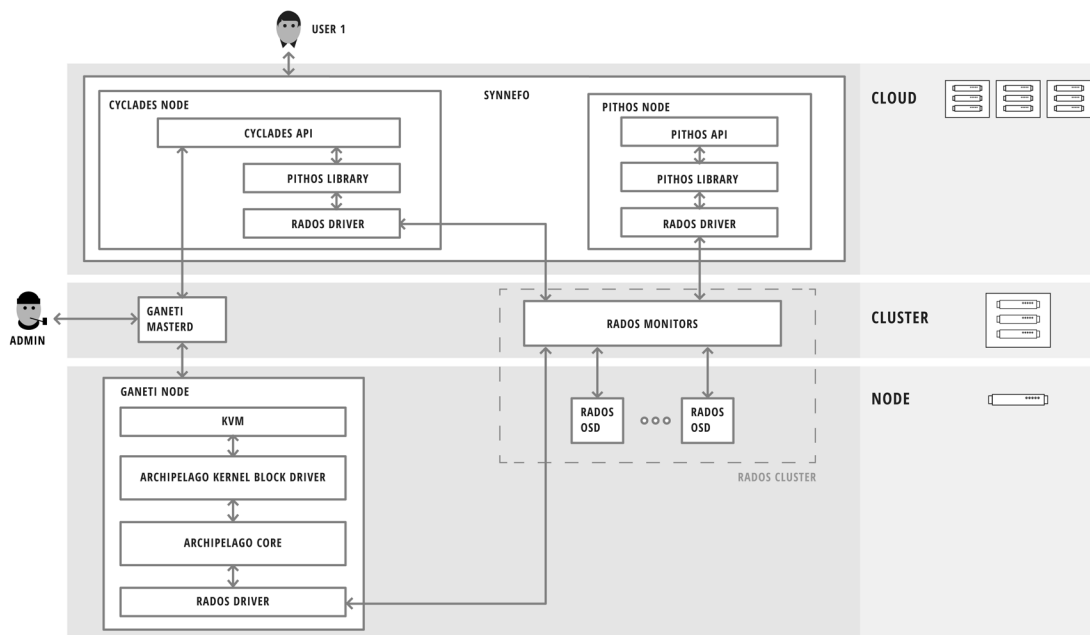 USER 1
SYNNEFO
CYCLADES NODE
CYCLADES API
PITHOS LIBRARY
RADOS DRIVER
PITHOS NODE
PITHOS API
PITHOS LIBRARY
RADOS DRIVER
CLOUD
ADMIN
GANETI
MASTERD
RADOS MONITORS
CLUSTER
GANETI NODE
KVM
ARCHIPELAGO KERNEL BLOCK DRIVER
ARCHIPELAGO CORE
RADOS DRIVER
RADOS
OSD
RADOS
OSD
RADOS CLUSTER
NODE